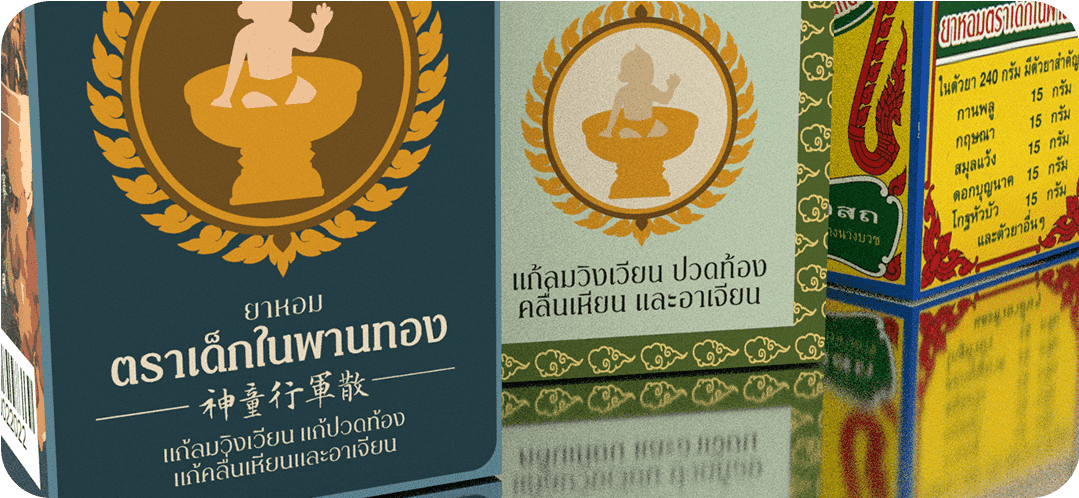 ยาหอม
ตราเด็กในพานทอง
神童行軍散
แก้ลมวิงเวียน แก้ปวดท้อง
แก้คลื่นเหียนและอาเจียน
022022
แก้ลมวิงเวียน ปวดท้อง
คลื่นเหียน และอาเจียน
ยาหอมตราเด็กในพาน
ในตัวยา 240 กรัม มีตัวยาสำคัญ
กานพลู 15 กรัม
กฤษณา 15 กรัม
สมุลแว้ง 15 กรัม
ดอกบุญนาค 15 กรัม
โกฐหัวบัว 15 กรัม
และตัวยาอื่นๆ